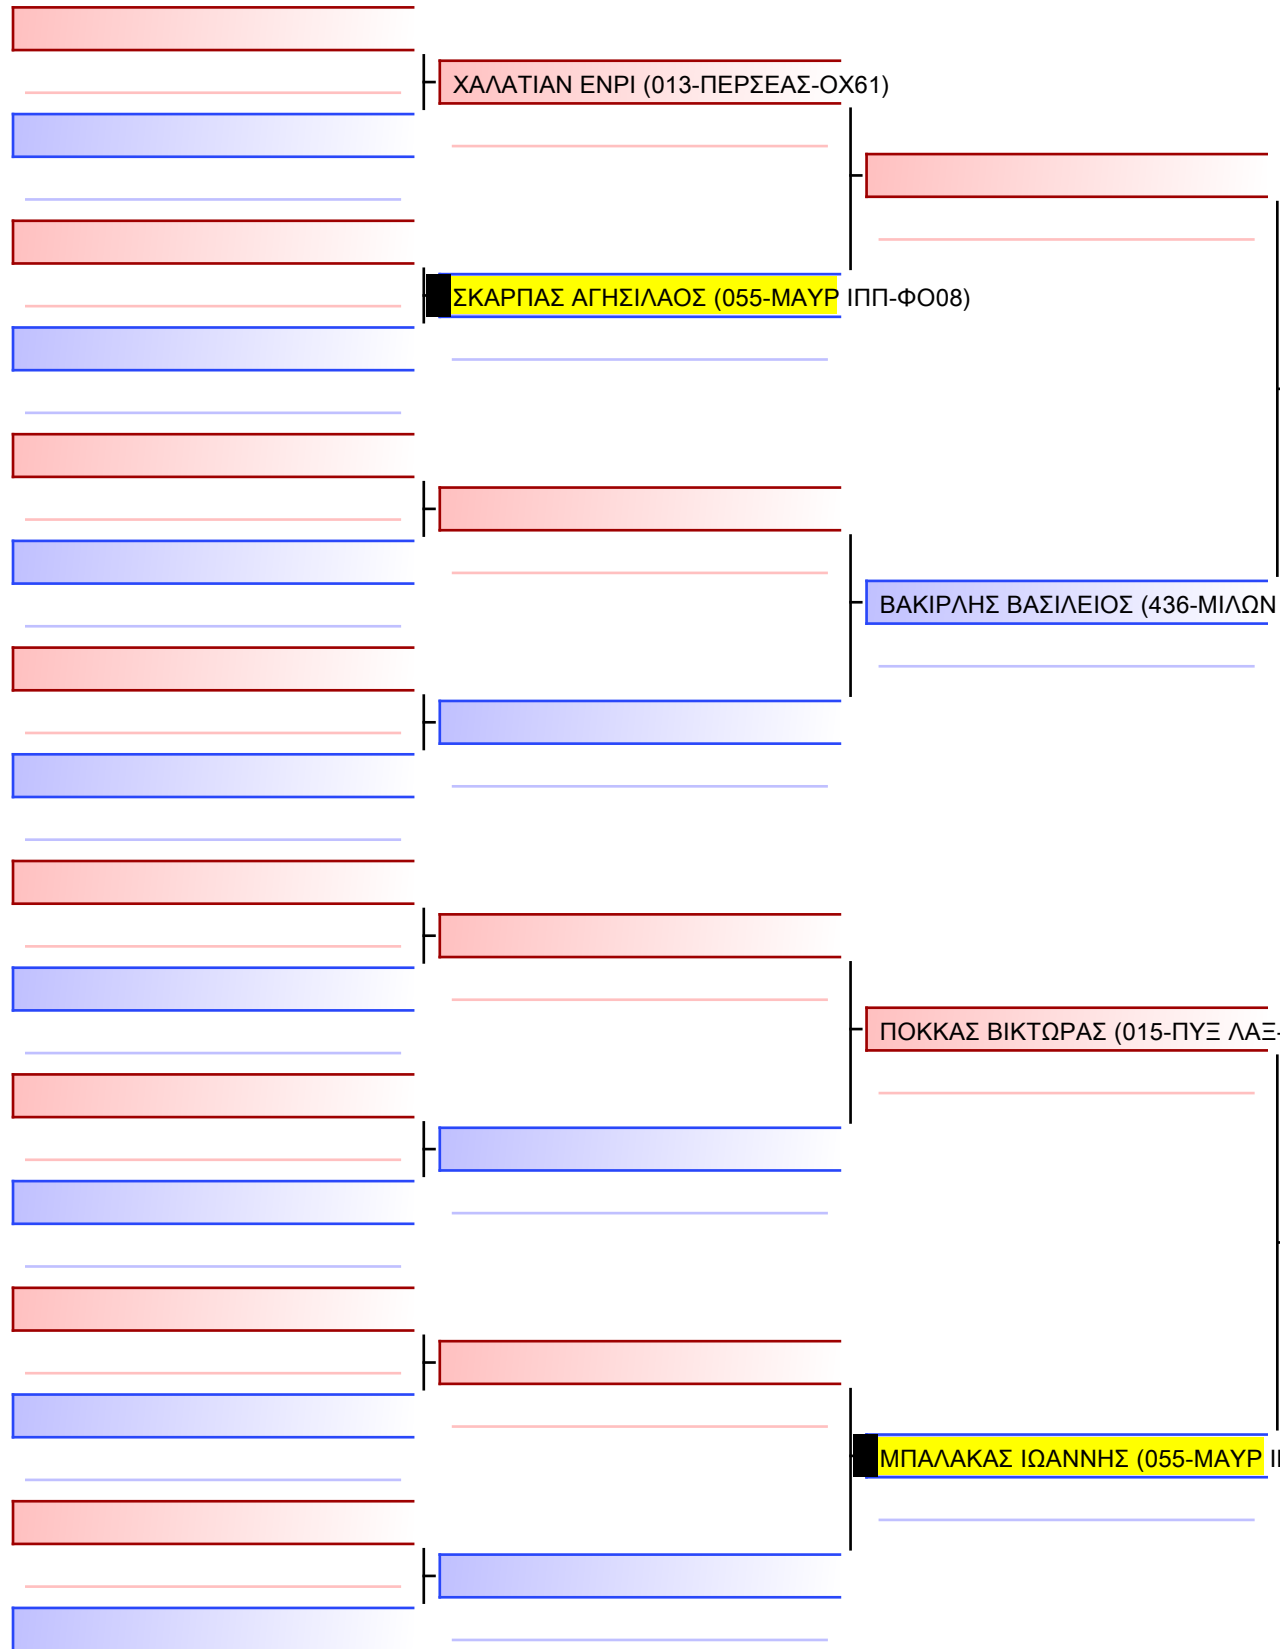 ΧΑΛΑΤΙΑΝ ΕΝΡΙ (013-ΠΕΡΣΕΑΣ-ΟΧ61)
ΣΚΑΡΠΑΣ ΑΓΗΣΙΛΑΟΣ (055-ΜΑΥΡ ΙΠΠ-ΦΟ08)
ΒΑΚΙΡΛΗΣ ΒΑΣΙΛΕΙΟΣ (436-ΜΙΛΩΝ
ΠΟΚΚΑΣ ΒΙΚΤΩΡΑΣ (015-ΠΥΞ ΛΑΞ-
ΜΠΑΛΑΚΑΣ ΙΩΑΝΝΗΣ (055-ΜΑΥΡ